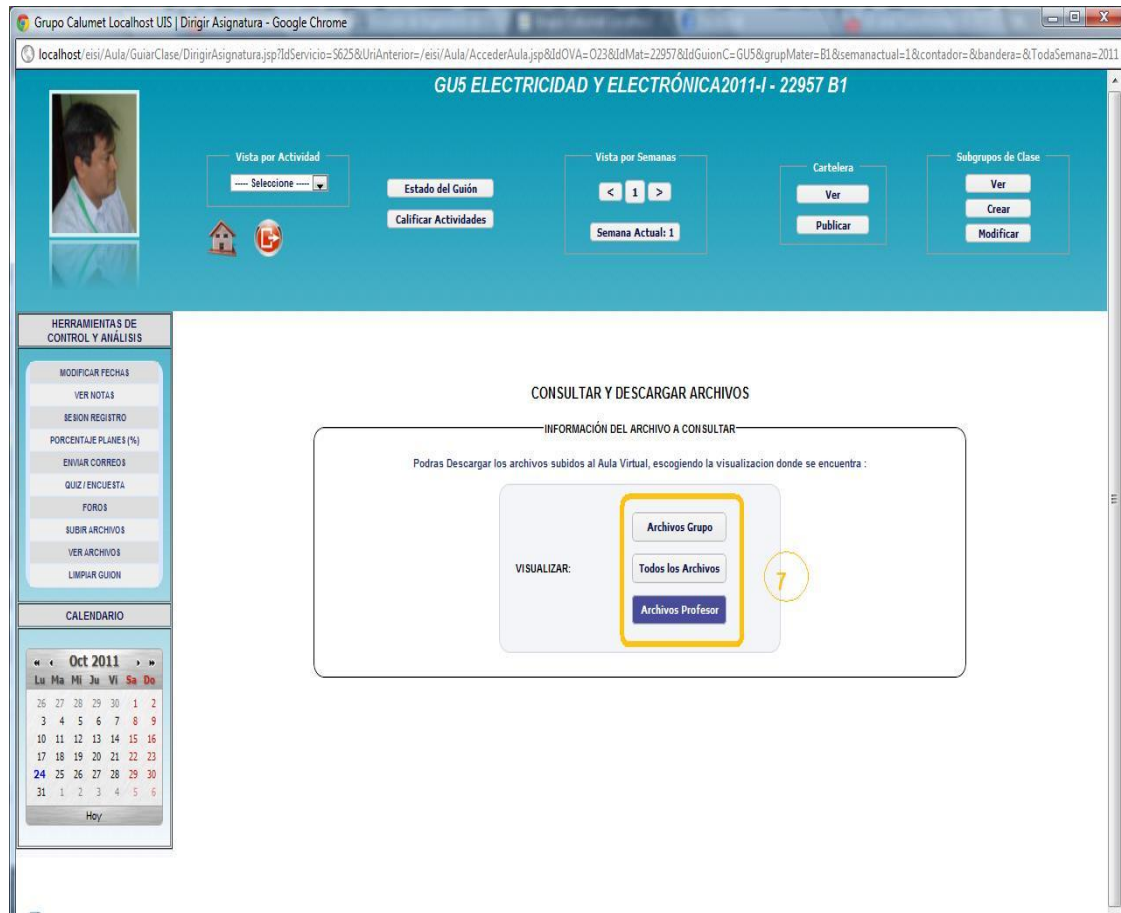 Grupo Calumet Localhost UIS | Dirigir Asignatura - Google Chrome
localhost/eisi/Aula/GuiarClase/DirigirAsignatura.jsp?IdServicio=S625&UriAnterior=/eisi/Aula/AccederAula.jsp&IdOVA=O23&IdMat=22957&IdGuionC=GU5&grupMater=B1&semanactual=1&contador=&bandera=&TodaSemana=2011
GU5 ELECTRICIDAD Y ELECTRÓNICA2011-I - 22957 B1
Vista por Actividad
----- Seleccione -----
Estado del Guión
Calificar Actividades
Vista por Semanas
< 1 >
Semana Actual: 1
Cartelera
Ver
Publicar
Subgrupos de Clase
Ver
Crear
Modificar
HERRAMIENTAS DE
CONTROL Y ANÁLISIS
MODIFICAR FECHAS
VER NOTAS
SESION REGISTRO
PORCENTAJE PLANES (%)
ENVIAR CORREOS
QUIZ / ENCUESTA
FOROS
SUBIR ARCHIVOS
VER ARCHIVOS
LIMPIAR GUION
CALENDARIO
« ‹ Oct 2011 › »
Lu Ma Mi Ju Vi Sa Do
26 27 28 29 30 1 2
3 4 5 6 7 8 9
10 11 12 13 14 15 16
17 18 19 20 21 22 23
24 25 26 27 28 29 30
31 1 2 3 4 5 6
Hoy
CONSULTAR Y DESCARGAR ARCHIVOS
INFORMACIÓN DEL ARCHIVO A CONSULTAR
Podras Descargar los archivos subidos al Aula Virtual, escogiendo la visualizacion donde se encuentra :
VISUALIZAR:
Archivos Grupo
Todos los Archivos
Archivos Profesor
7